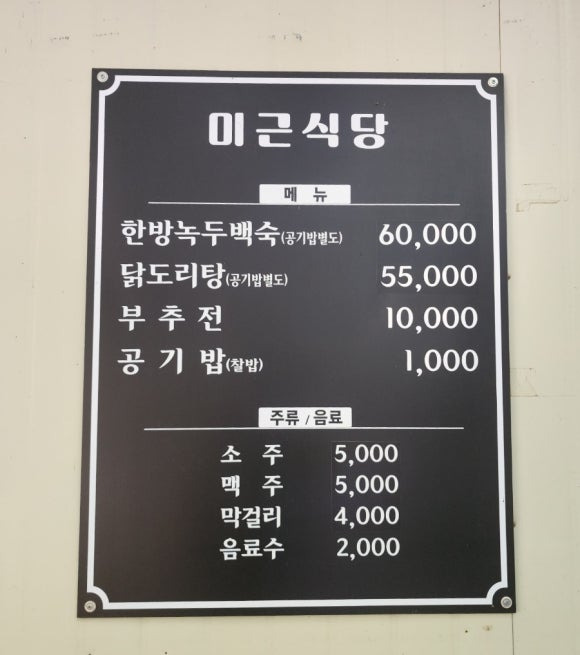 이근식당
메 뉴
한방녹두백숙(공기밥별도) 60,000
닭도리탕(공기밥별도) 55,000
부추전 10,000
공기밥(찰밥) 1,000
주류 / 음료
소 주 5,000
맥 주 5,000
막걸리 4,000
음료수 2,000